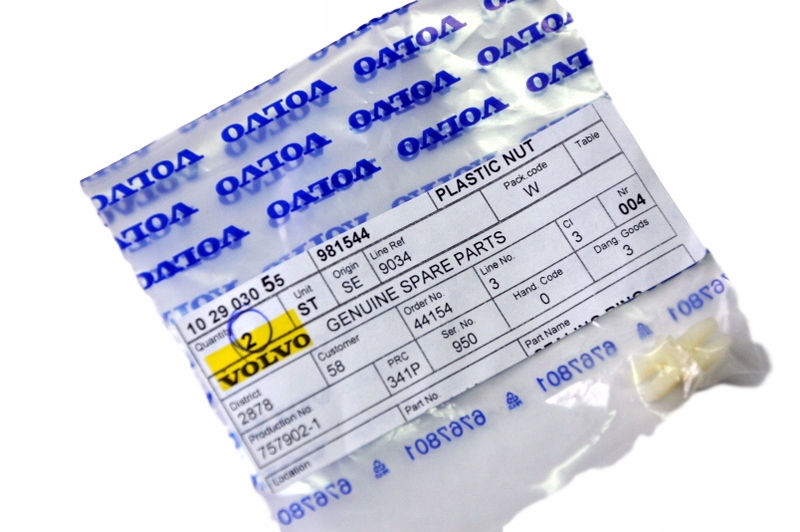 VOLVO VOLVO VOLVO VOLVO
VOLVO VOLVO VOLVO VOLVO
VOLVO VOLVO VOLVO
10 29 030 55 981544 PLASTIC NUT
Quantity 2 Unit ST Origin SE Line Ref 9034 Pack.code W Table
VOLVO GENUINE SPARE PARTS
District 2878 Customer 58 Order No. 44154 Line No. 3 Cl 3 Nr 004
Production No. 757902-1 PRC 341P Ser. No 950 Hand. Code 0 Dang. Goods 3
Location Part No. Part Name
6767801 6767801 6767801 6767801